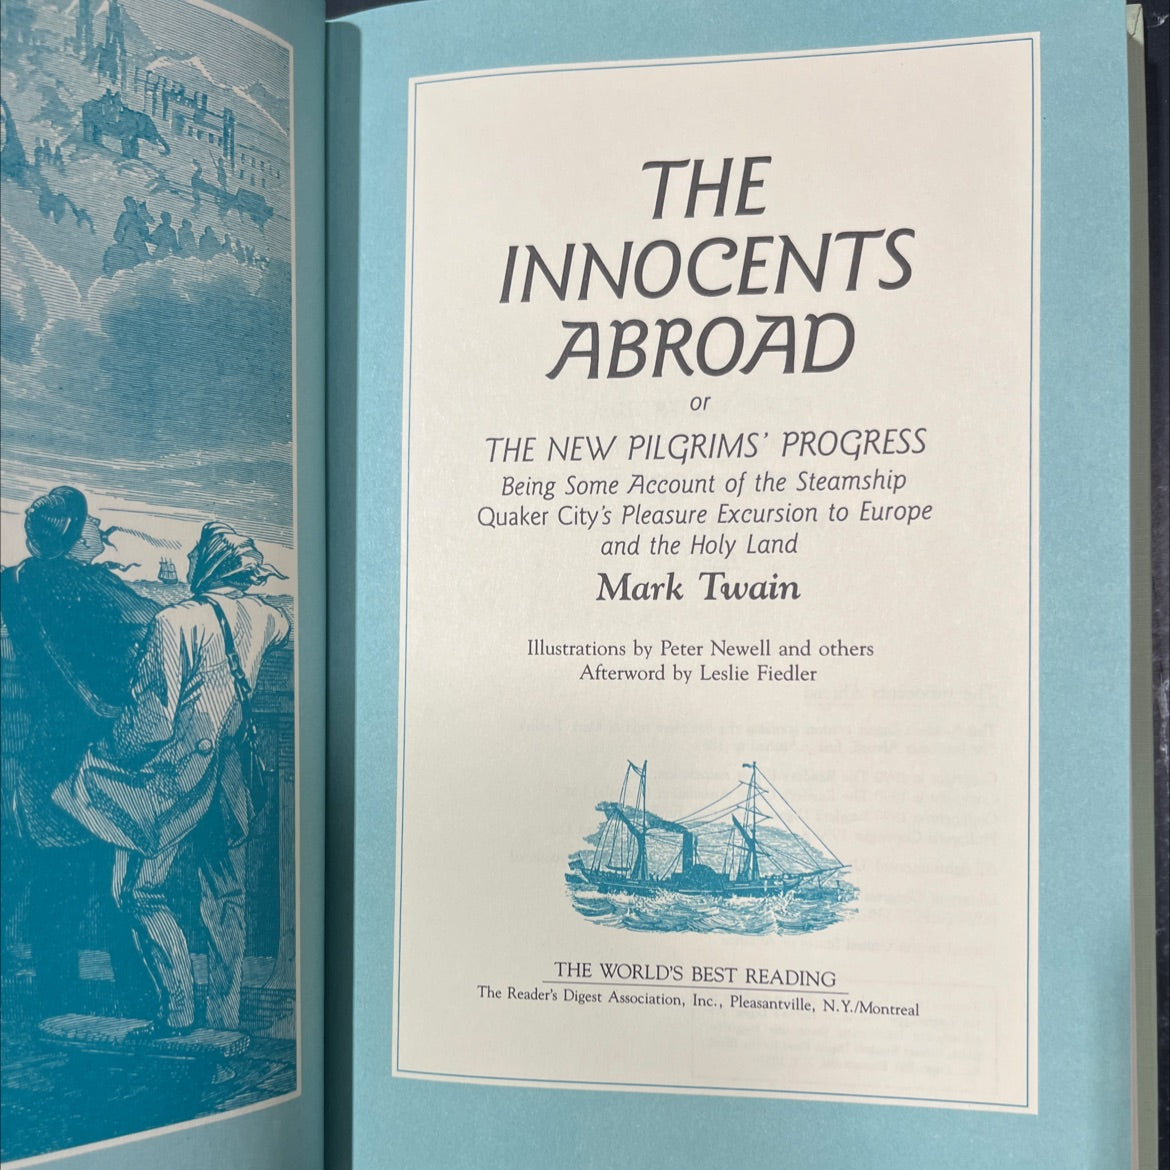 THE
INNOCENTS
ABROAD
or
THE NEW PILGRIMS' PROGRESS
Being Some Account of the Steamship
Quaker City's Pleasure Excursion to Europe
and the Holy Land
Mark Twain
Illustrations by Peter Newell and others
Afterword by Leslie Fiedler
THE WORLD'S BEST READING
The Reader's Digest Association, Inc., Pleasantville, N.Y./Montreal